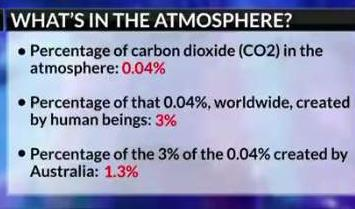 WHAT'S IN THE ATMOSPHERE?
• Percentage of carbon dioxide (CO2) in the
atmosphere: 0.04%
• Percentage of that 0.04%, worldwide, created
by human beings: 3%
• Percentage of the 3% of the 0.04% created by
Australia: 1.3%